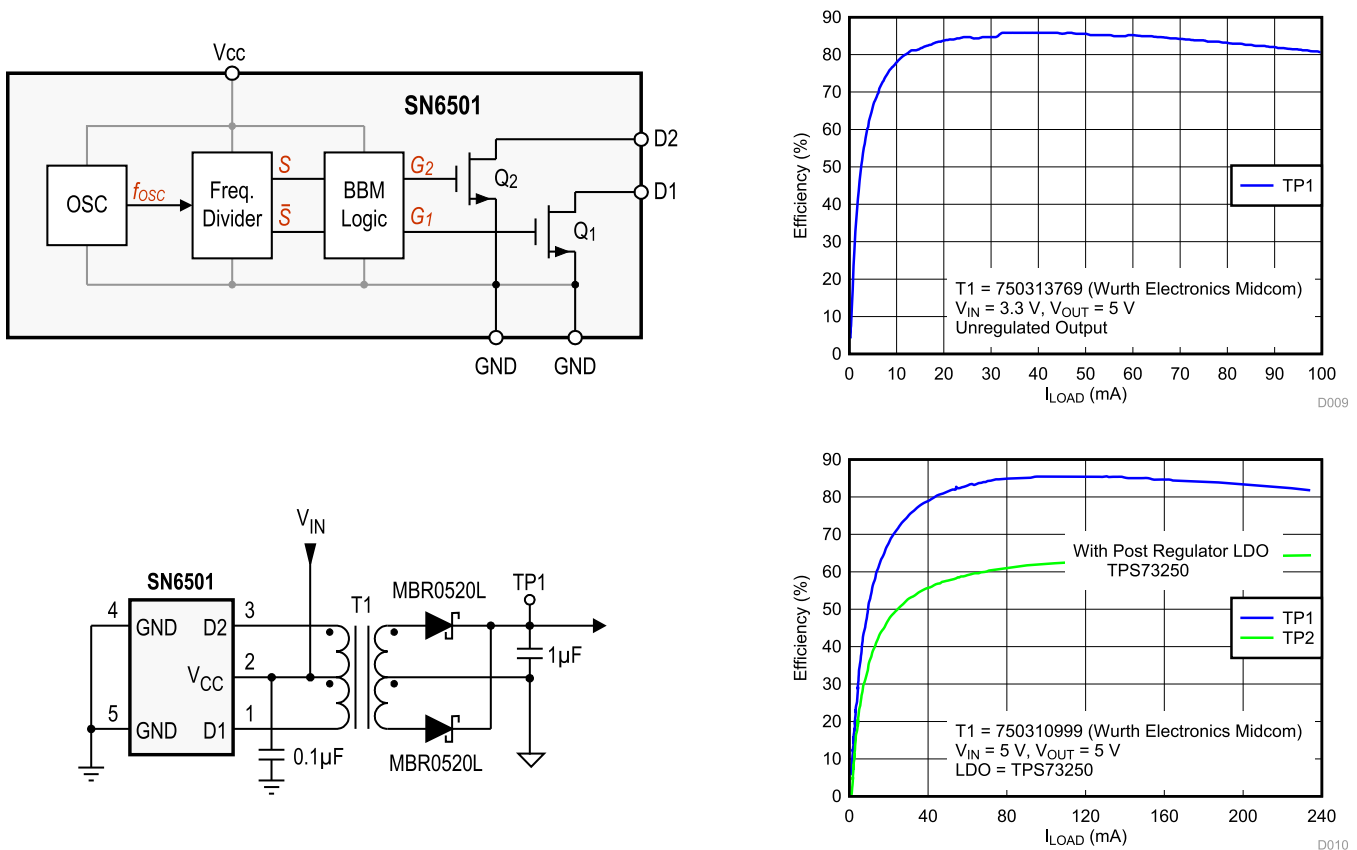 Vcc
SN6501
OSC
fOSC
Freq.
Divider
S
S̅
BBM
Logic
G2
G1
Q2
Q1
D2
D1
GND
GND
90
80
70
60
50
40
30
20
10
0
Efficiency (%)
TP1
T1 = 750313769 (Wurth Electronics Midcom)
VIN = 3.3 V, VOUT = 5 V
Unregulated Output
0 10 20 30 40 50 60 70 80 90 100
ILOAD (mA)
D009
VIN
SN6501
4
GND
5
GND
D2
3
VCC
2
D1
1
0.1µF
T1
MBR0520L
MBR0520L
TP1
1µF
90
80
70
60
50
40
30
20
10
0
Efficiency (%)
With Post Regulator LDO
TPS73250
TP1
TP2
T1 = 750310999 (Wurth Electronics Midcom)
VIN = 5 V, VOUT = 5 V
LDO = TPS73250
0 40 80 120 160 200 240
ILOAD (mA)
D010